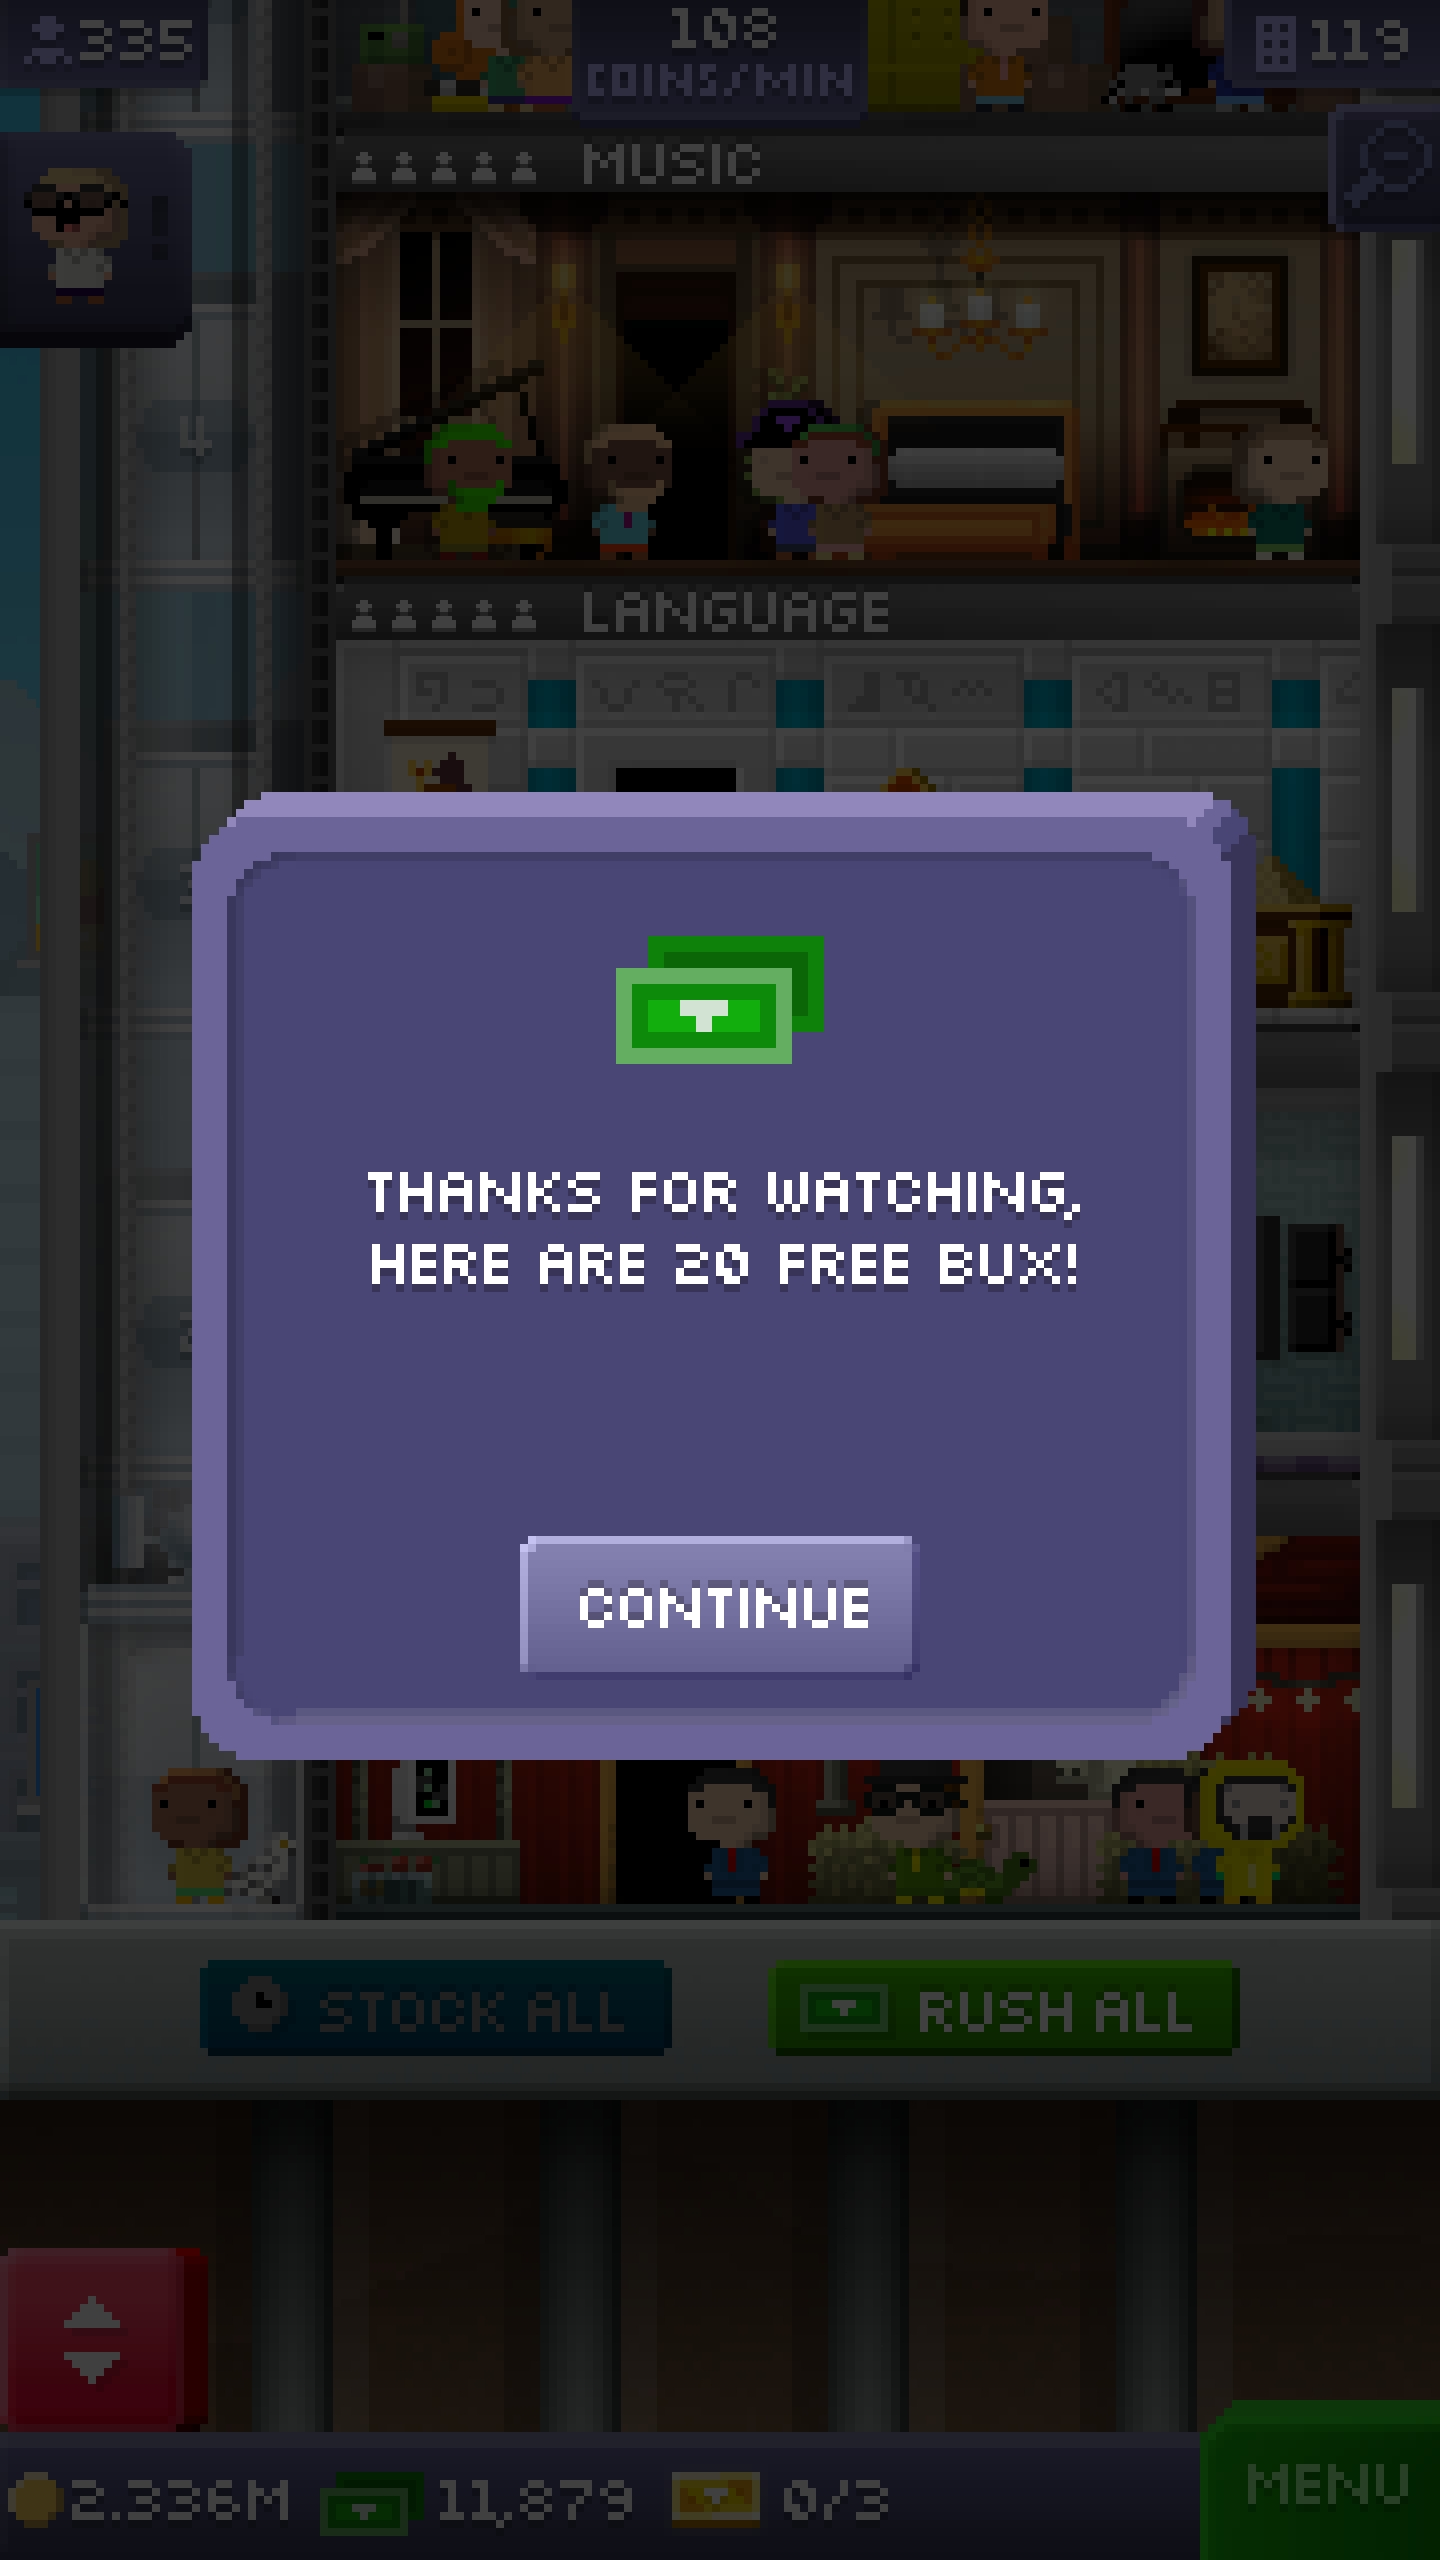 335
108
COINS/MIN
119
MUSIC
4
LANGUAGE
THANKS FOR WATCHING,
HERE ARE 20 FREE BUX!
CONTINUE
STOCK ALL
RUSH ALL
2.336M
11,879
0/3
MENU